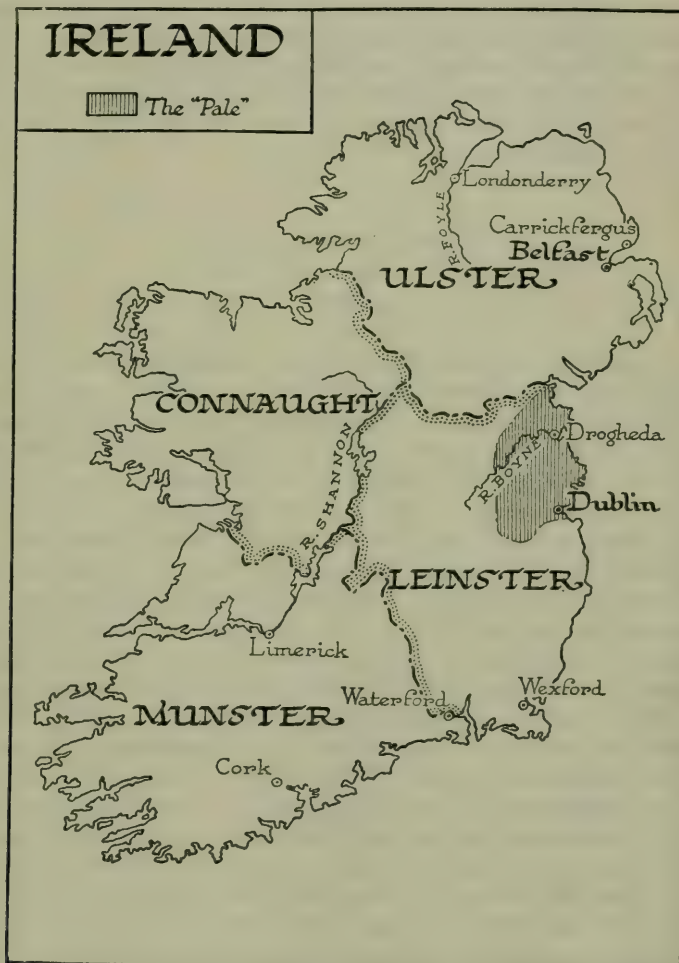 IRELAND
The "Pale"
Londonderry
R. FOYLE
Carrickfergus
Belfast
ULSTER
CONNAUGHT
Drogheda
R. BOYNE
R. SHANNON
Dublin
LEINSTER
Limerick
Waterford
Wexford
MUNSTER
Cork